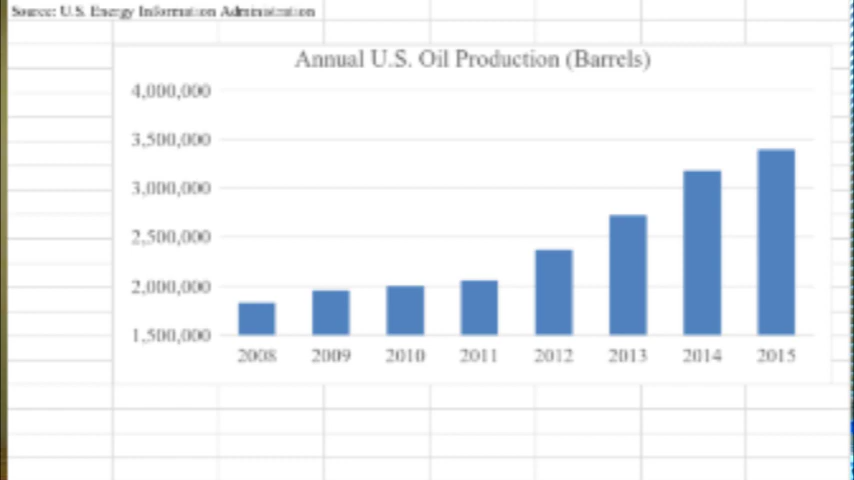 Source: U.S. Energy Information Administration
Annual U.S. Oil Production (Barrels)
4,000,000
3,500,000
3,000,000
2,500,000
2,000,000
1,500,000
2008 2009 2010 2011 2012 2013 2014 2015